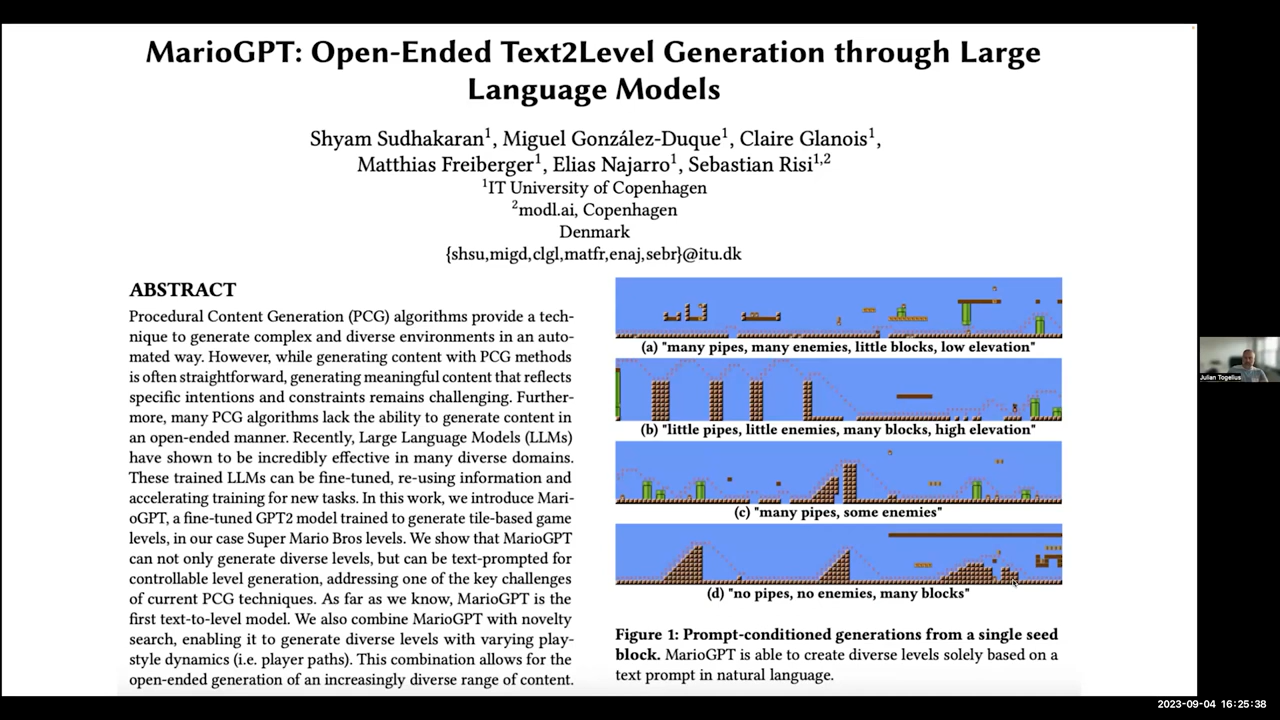 MarioGPT: Open-Ended Text2Level Generation through Large
Language Models
Shyam Sudhakaran1, Miguel González-Duque1, Claire Glanois1,
Matthias Freiberger1, Elias Najarro1, Sebastian Risi1,2
1IT University of Copenhagen
2modl.ai, Copenhagen
Denmark
{shsu,migd,clgl,matfr,enaj,sebr}@itu.dk
ABSTRACT
Procedural Content Generation (PCG) algorithms provide a tech-
nique to generate complex and diverse environments in an auto-
mated way. However, while generating content with PCG methods
is often straightforward, generating meaningful content that reflects
specific intentions and constraints remains challenging. Further-
more, many PCG algorithms lack the ability to generate content in
an open-ended manner. Recently, Large Language Models (LLMs)
have shown to be incredibly effective in many diverse domains.
These trained LLMs can be fine-tuned, re-using information and
accelerating training for new tasks. In this work, we introduce Mari-
oGPT, a fine-tuned GPT2 model trained to generate tile-based game
levels, in our case Super Mario Bros levels. We show that MarioGPT
can not only generate diverse levels, but can be text-prompted for
controllable level generation, addressing one of the key challenges
of current PCG techniques. As far as we know, MarioGPT is the
first text-to-level model. We also combine MarioGPT with novelty
search, enabling it to generate diverse levels with varying play-
style dynamics (i.e. player paths). This combination allows for the
open-ended generation of an increasingly diverse range of content.
(a) "many pipes, many enemies, little blocks, low elevation"
(b) "little pipes, little enemies, many blocks, high elevation"
(c) "many pipes, some enemies"
(d) "no pipes, no enemies, many blocks"
Figure 1: Prompt-conditioned generations from a single seed
block. MarioGPT is able to create diverse levels solely based on a
text prompt in natural language.
Julian Togelius
2023-09-04 16:25:38